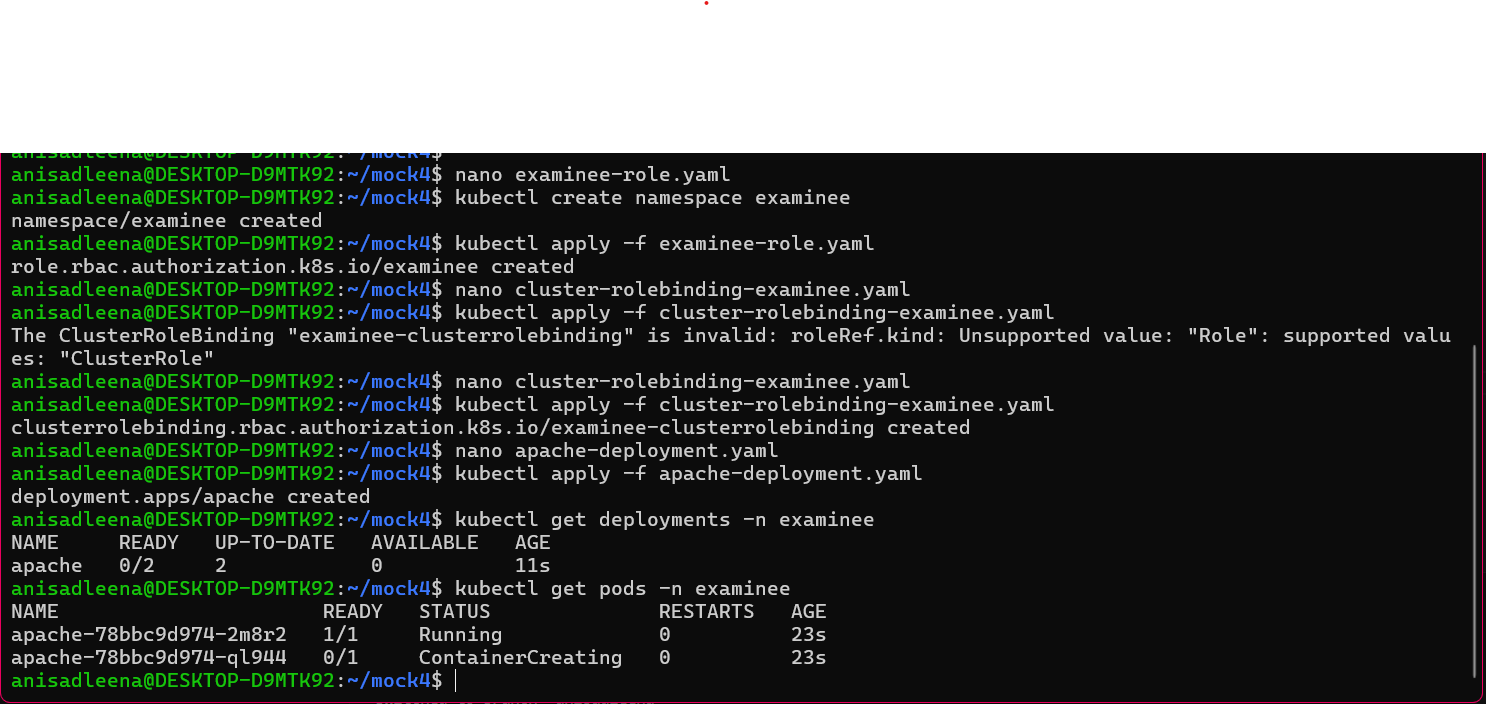 anisadleena@DESKTOP-D9MTK92:~/mock4$
anisadleena@DESKTOP-D9MTK92:~/mock4$ nano examinee-role.yaml
anisadleena@DESKTOP-D9MTK92:~/mock4$ kubectl create namespace examinee
namespace/examinee created
anisadleena@DESKTOP-D9MTK92:~/mock4$ kubectl apply -f examinee-role.yaml
role.rbac.authorization.k8s.io/examinee created
anisadleena@DESKTOP-D9MTK92:~/mock4$ nano cluster-rolebinding-examinee.yaml
anisadleena@DESKTOP-D9MTK92:~/mock4$ kubectl apply -f cluster-rolebinding-examinee.yaml
The ClusterRoleBinding "examinee-clusterrolebinding" is invalid: roleRef.kind: Unsupported value: "Role": supported valu
es: "ClusterRole"
anisadleena@DESKTOP-D9MTK92:~/mock4$ nano cluster-rolebinding-examinee.yaml
anisadleena@DESKTOP-D9MTK92:~/mock4$ kubectl apply -f cluster-rolebinding-examinee.yaml
clusterrolebinding.rbac.authorization.k8s.io/examinee-clusterrolebinding created
anisadleena@DESKTOP-D9MTK92:~/mock4$ nano apache-deployment.yaml
anisadleena@DESKTOP-D9MTK92:~/mock4$ kubectl apply -f apache-deployment.yaml
deployment.apps/apache created
anisadleena@DESKTOP-D9MTK92:~/mock4$ kubectl get deployments -n examinee
NAME     READY   UP-TO-DATE   AVAILABLE   AGE
apache   0/2     2            0           11s
anisadleena@DESKTOP-D9MTK92:~/mock4$ kubectl get pods -n examinee
NAME                      READY   STATUS              RESTARTS   AGE
apache-78bbc9d974-2m8r2   1/1     Running             0          23s
apache-78bbc9d974-ql944   0/1     ContainerCreating   0          23s
anisadleena@DESKTOP-D9MTK92:~/mock4$